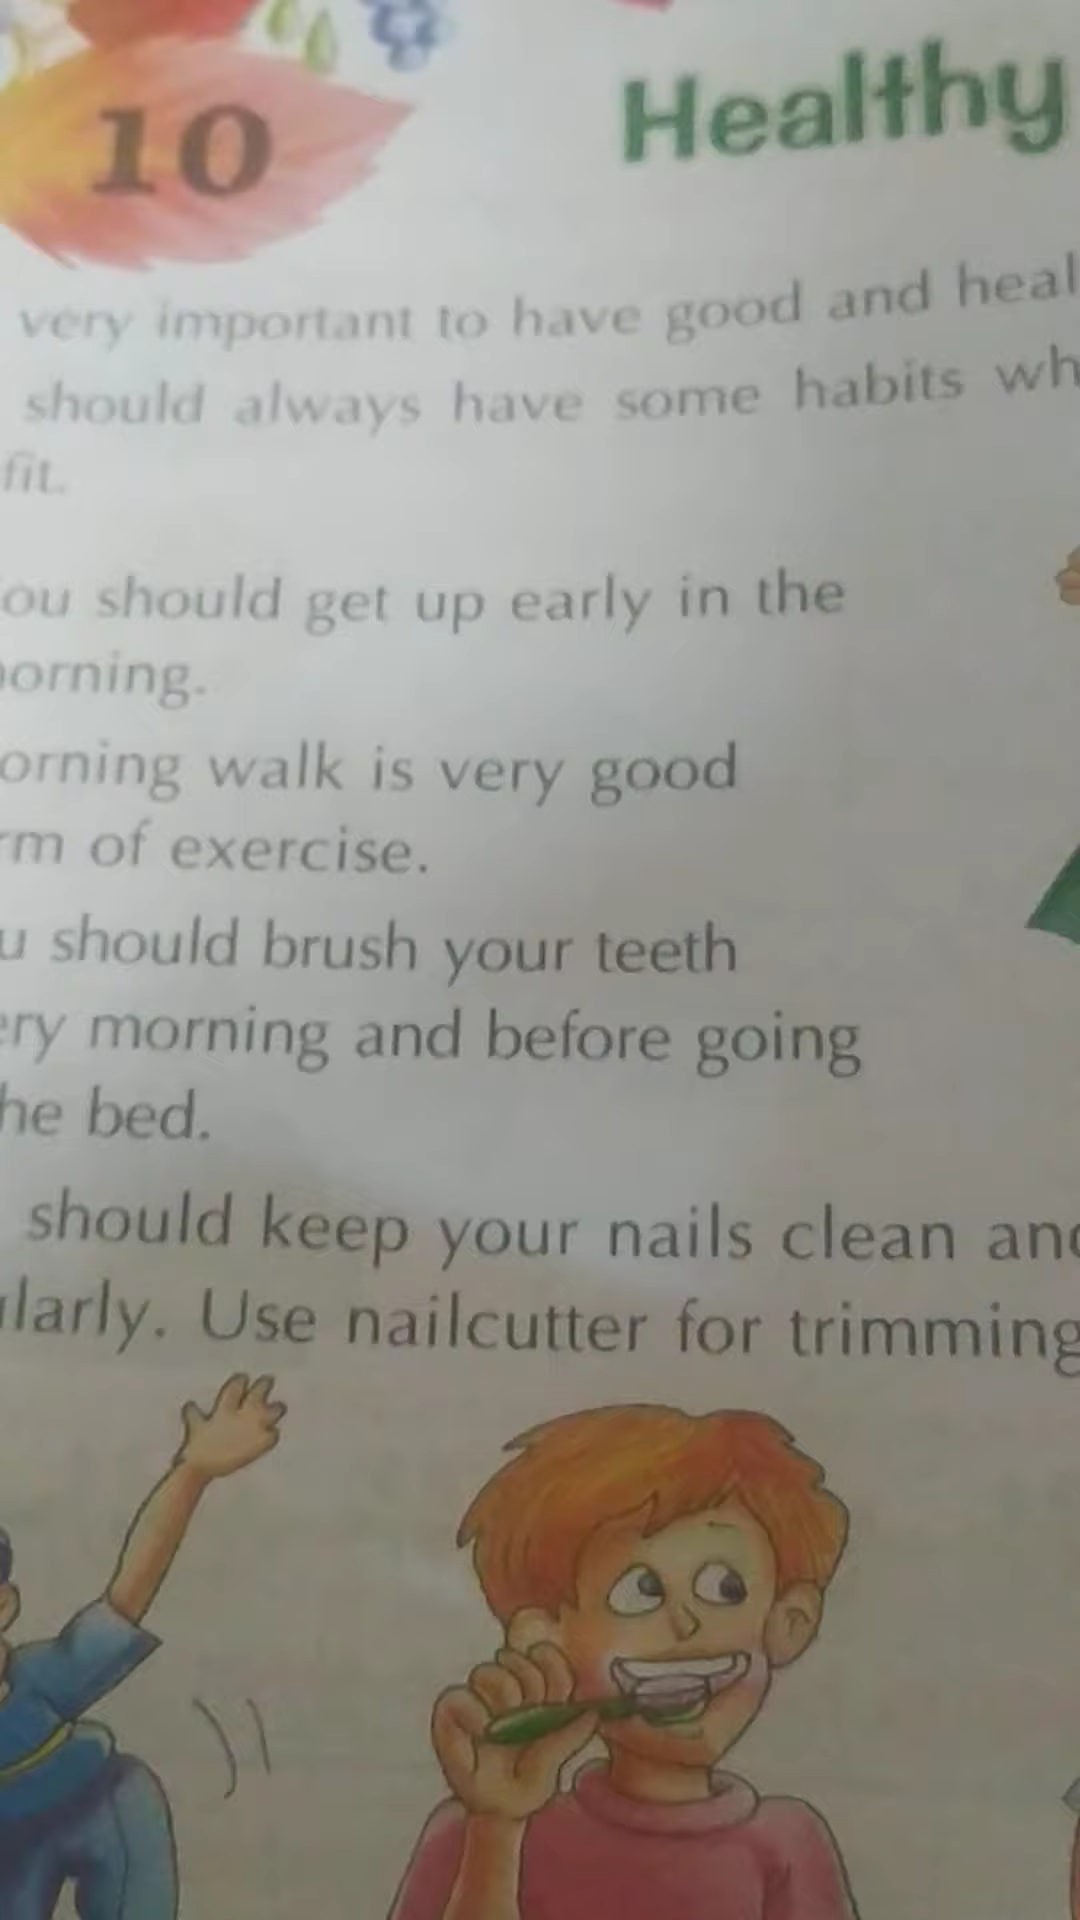 10
Healthy
very important to have good and heal
should always have some habits wh
fit.
ou should get up early in the
orning.
orning walk is very good
rm of exercise.
u should brush your teeth
ery morning and before going
he bed.
should keep your nails clean and
ularly. Use nailcutter for trimming